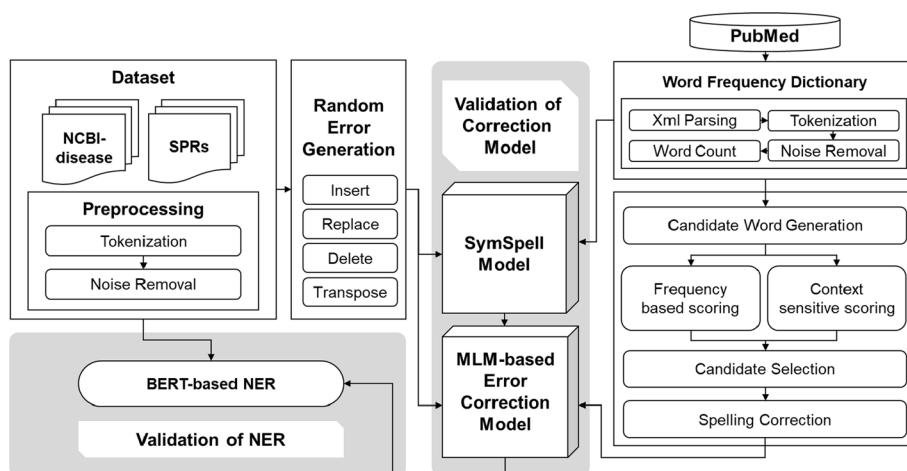 PubMed
Dataset
NCBI-
disease
SPRs
Preprocessing
Tokenization
Noise Removal
Random
Error
Generation
Insert
Replace
Delete
Transpose
Validation of
Correction
Model
SymSpell
Model
MLM-based
Error
Correction
Model
Word Frequency Dictionary
Xml Parsing
Tokenization
Word Count
Noise Removal
Candidate Word Generation
Frequency
based scoring
Context
sensitive scoring
Candidate Selection
Spelling Correction
BERT-based NER
Validation of NER